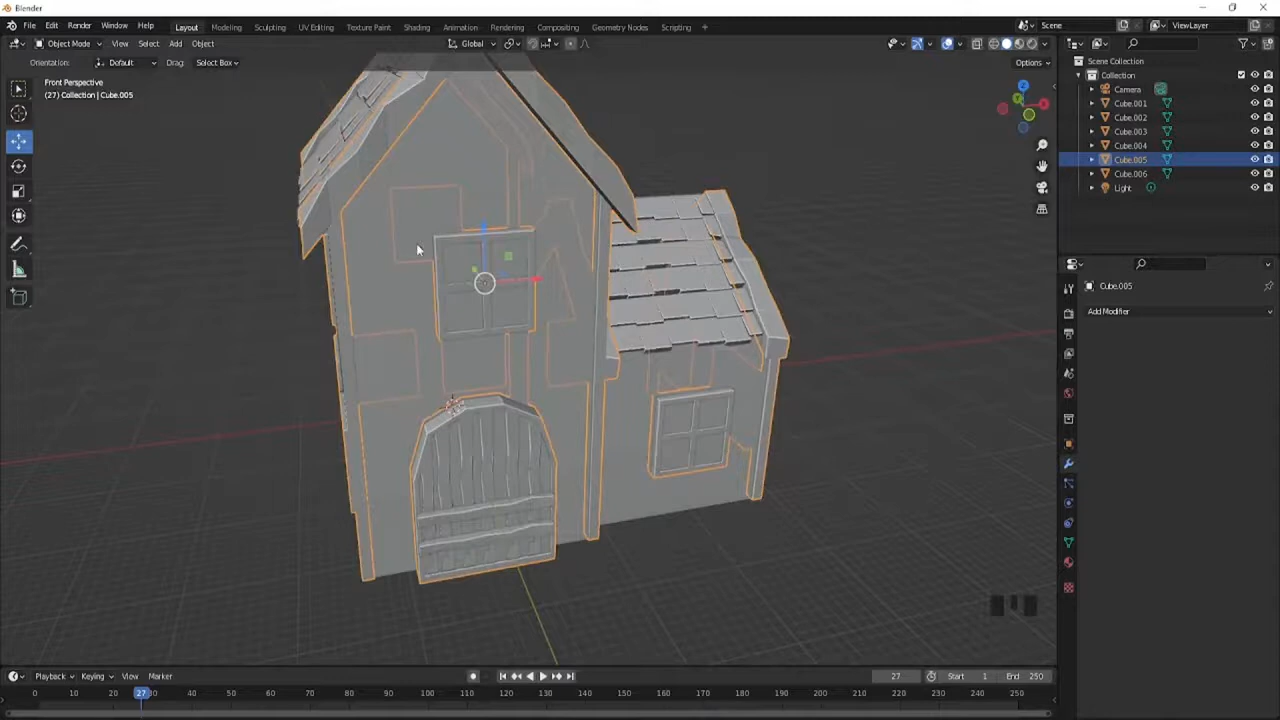 Blender
File Edit Render Window Help Layout Modeling Sculpting UV Editing Texture Paint Shading Animation Rendering Compositing Geometry Nodes Scripting + Scene ViewLayer
Object Mode View Select Add Object Global
Orientation: Default Drag: Select Box Options
Front Perspective
(27) Collection | Cube.005
Scene Collection
Collection
Camera
Cube.001
Cube.002
Cube.003
Cube.004
Cube.005
Cube.006
Light
Cube.005
Add Modifier
Playback Keying View Marker 27 Start 1 End 250
0 10 20 27 30 40 50 60 70 80 90 100 110 120 130 140 150 160 170 180 190 200 210 220 230 240 250